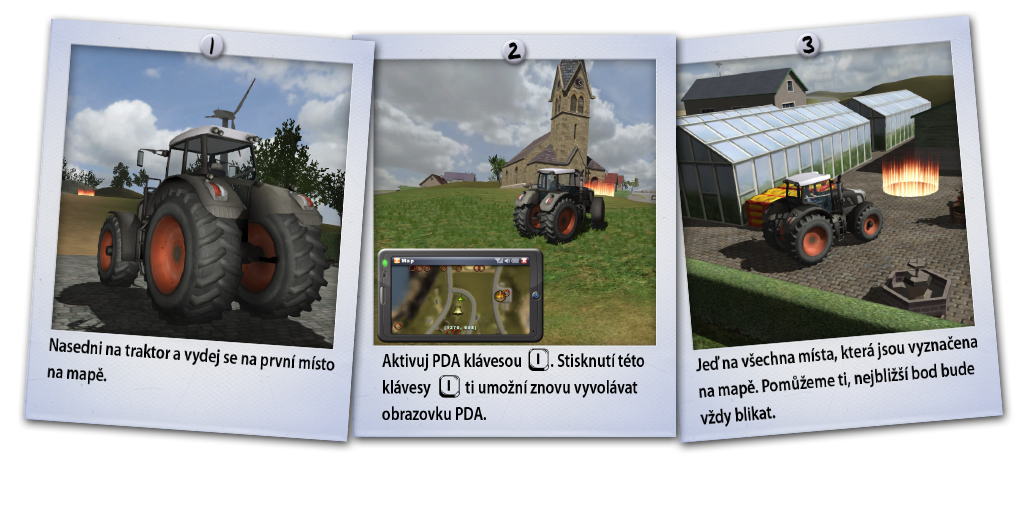 1
Nasedni na traktor a vydej se na první místo
na mapě.
2
Map
Aktivuj PDA klávesou I. Stisknutí této
klávesy I ti umožní znovu vyvolávat
obrazovku PDA.
3
Jeď na všechna místa, která jsou vyznačena
na mapě. Pomůžeme ti, nejbližší bod bude
vždy blikat.